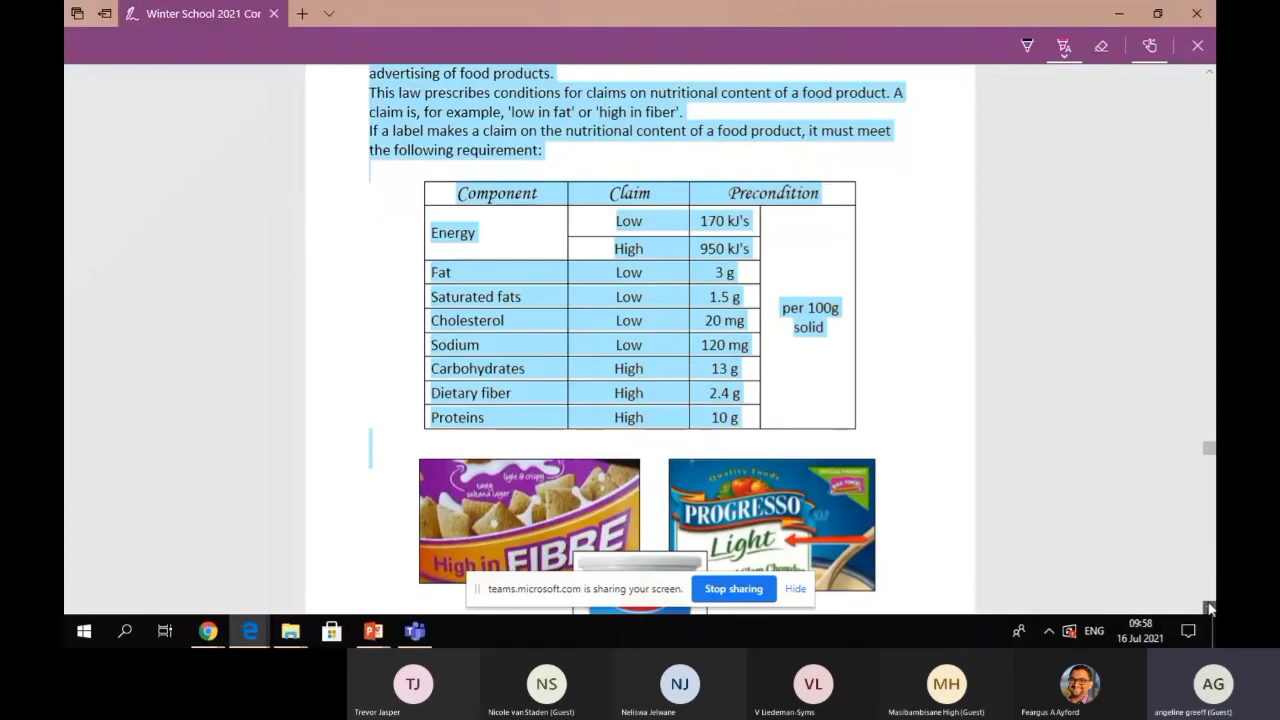 Winter School 2021 Cor
advertising of food products.
This law prescribes conditions for claims on nutritional content of a food product. A
claim is, for example, 'low in fat' or 'high in fiber'.
If a label makes a claim on the nutritional content of a food product, it must meet
the following requirement:
Component Claim Precondition
Energy Low 170 kJ's
High 950 kJ's
Fat Low 3 g
Saturated fats Low 1.5 g
per 100g
solid
Cholesterol Low 20 mg
Sodium Low 120 mg
Carbohydrates High 13 g
Dietary fiber High 2.4 g
Proteins High 10 g
light & crispy
High in FIBRE
Quality Foods
PROGRESSO
Light
teams.microsoft.com is sharing your screen. Stop sharing Hide
ENG 09:58
16 Jul 2021
TJ NS NJ VL MH AG
Trevor Jasper Nicole van Staden (Guest) Neliswa Jelwane V Liedeman-Syms Masibambisane High (Guest) Feargus A Ayford angeline greeff (Guest)